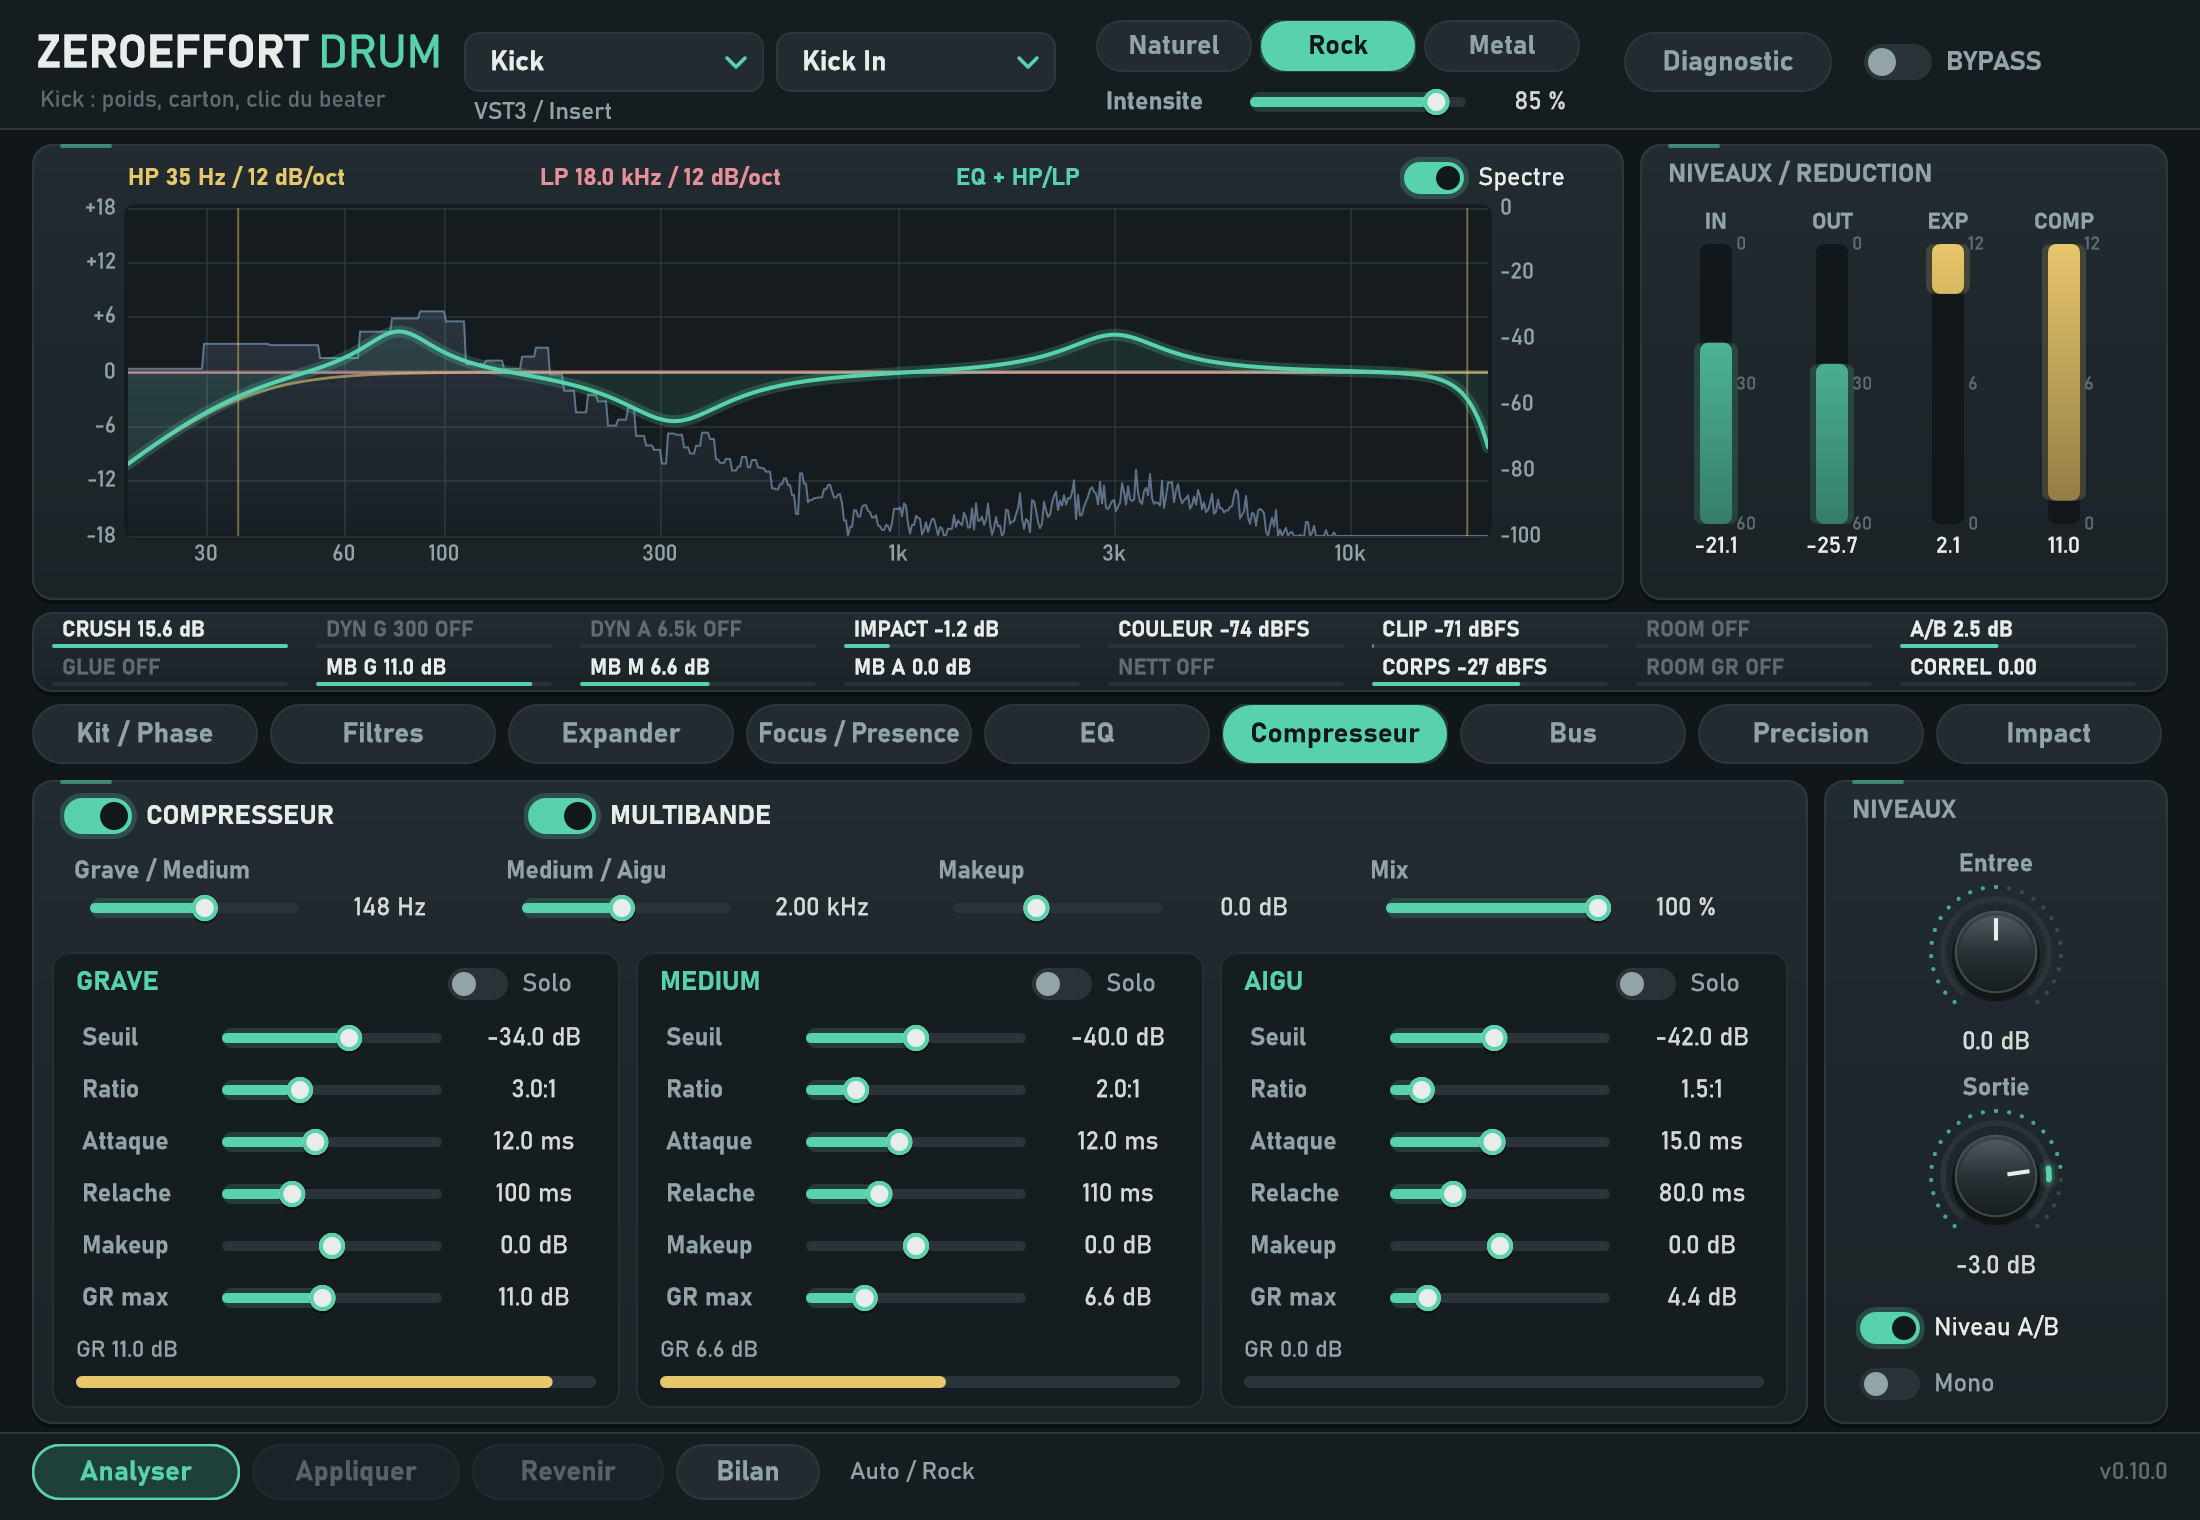 ZEROEFFORT DRUM
Kick : poids, carton, clic du beater
Kick
Kick In
VST3 / Insert
Naturel
Rock
Metal
Intensite
85 %
Diagnostic
BYPASS
HP 35 Hz / 12 dB/oct
LP 18.0 kHz / 12 dB/oct
EQ + HP/LP
Spectre
+18
+12
+6
0
-6
-12
-18
0
-20
-40
-60
-80
-100
30
60
100
300
1k
3k
10k
NIVEAUX / REDUCTION
IN
OUT
EXP
COMP
0
0
12
12
30
30
6
6
60
60
0
0
-21.1
-25.7
2.1
11.0
CRUSH 15.6 dB
DYN G 300 OFF
DYN A 6.5k OFF
IMPACT -1.2 dB
COULEUR -74 dBFS
CLIP -71 dBFS
ROOM OFF
A/B 2.5 dB
GLUE OFF
MB G 11.0 dB
MB M 6.6 dB
MB A 0.0 dB
NETT OFF
CORPS -27 dBFS
ROOM GR OFF
CORREL 0.00
Kit / Phase
Filtres
Expander
Focus / Presence
EQ
Compresseur
Bus
Precision
Impact
COMPRESSEUR
MULTIBANDE
Grave / Medium
148 Hz
Medium / Aigu
2.00 kHz
Makeup
0.0 dB
Mix
100 %
GRAVE
Solo
Seuil
-34.0 dB
Ratio
3.0:1
Attaque
12.0 ms
Relache
100 ms
Makeup
0.0 dB
GR max
11.0 dB
GR 11.0 dB
MEDIUM
Solo
Seuil
-40.0 dB
Ratio
2.0:1
Attaque
12.0 ms
Relache
110 ms
Makeup
0.0 dB
GR max
6.6 dB
GR 6.6 dB
AIGU
Solo
Seuil
-42.0 dB
Ratio
1.5:1
Attaque
15.0 ms
Relache
80.0 ms
Makeup
0.0 dB
GR max
4.4 dB
GR 0.0 dB
NIVEAUX
Entree
0.0 dB
Sortie
-3.0 dB
Niveau A/B
Mono
Analyser
Appliquer
Revenir
Bilan
Auto / Rock
v0.10.0